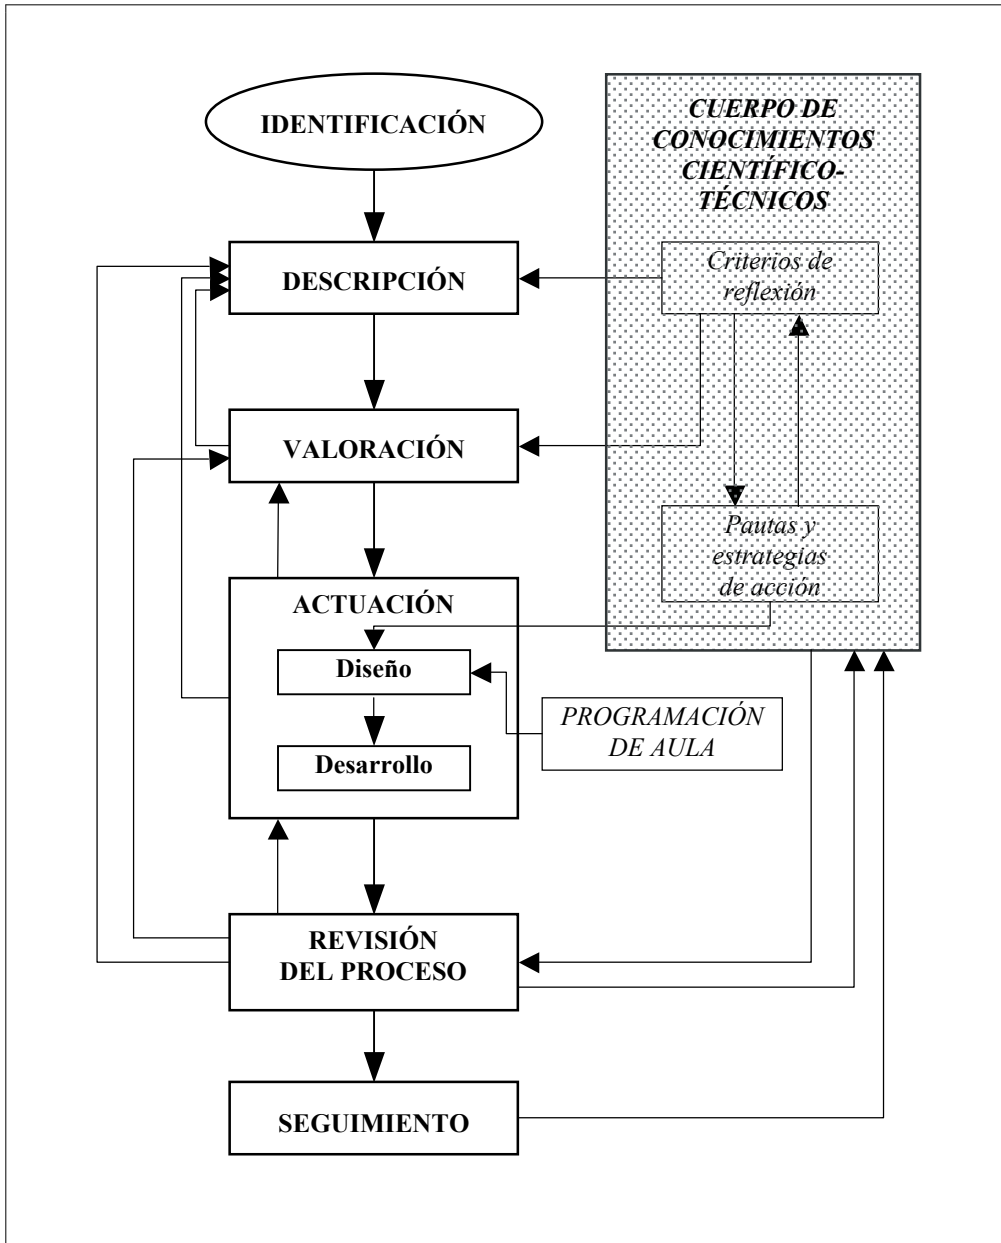 IDENTIFICACIÓN
CUERPO DE
CONOCIMIENTOS
CIENTÍFICO-
TÉCNICOS
Criterios de
reflexión
DESCRIPCIÓN
VALORACIÓN
Pautas y
estrategias
de acción
ACTUACIÓN
Diseño
Desarrollo
PROGRAMACIÓN
DE AULA
REVISIÓN
DEL PROCESO
SEGUIMIENTO